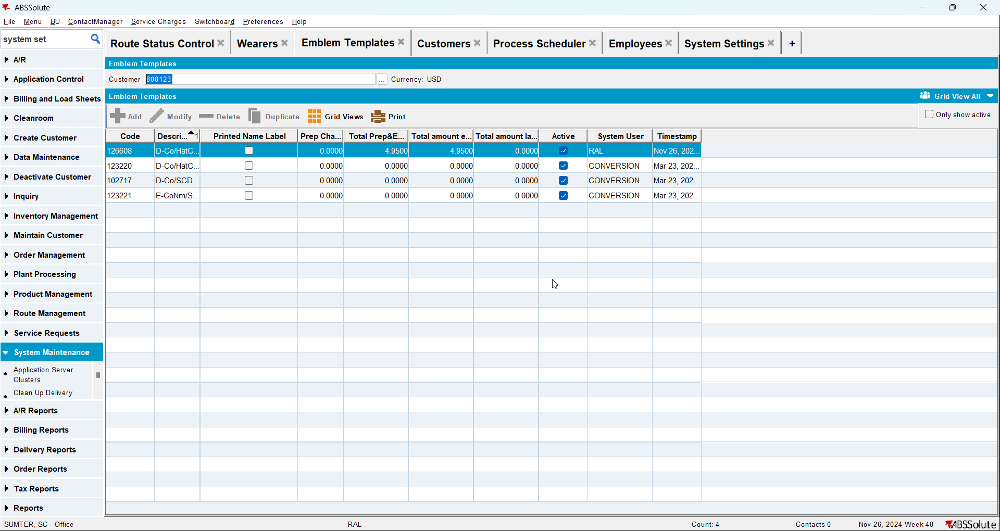 ABSSolute
File Menu BU ContactManager Service Charges Switchboard Preferences Help
system set
Route Status Control Wearers Emblem Templates Customers Process Scheduler Employees System Settings +
A/R
Application Control
Billing and Load Sheets
Cleanroom
Create Customer
Data Maintenance
Deactivate Customer
Inquiry
Inventory Management
Maintain Customer
Order Management
Plant Processing
Product Management
Route Management
Service Requests
System Maintenance
Application Server
Clusters
Clean Up Delivery
A/R Reports
Billing Reports
Delivery Reports
Order Reports
Tax Reports
Reports
Emblem Templates
Customer 808123 ... Currency: USD
Emblem Templates Grid View All
Add Modify Delete Duplicate Grid Views Print Only show active
Code Descri... 1 Printed Name Label Prep Cha... Total Prep&E... Total amount e... Total amount la... Active System User Timestamp
126608 D-Co/HatC... 0.0000 4.9500 4.9500 0.0000 RAL Nov 26, 202...
123220 D-Co/HatC... 0.0000 0.0000 0.0000 0.0000 CONVERSION Mar 23, 202...
102717 D-Co/SCD... 0.0000 0.0000 0.0000 0.0000 CONVERSION Mar 23, 202...
123221 E-CoNm/S... 0.0000 0.0000 0.0000 0.0000 CONVERSION Mar 23, 202...
SUMTER, SC - Office RAL Count: 4 Contacts 0 Nov 26, 2024 Week 48 ABSSolute